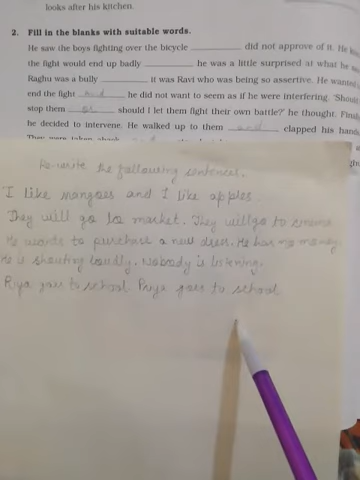 looks after his kitchen.
2. Fill in the blanks with suitable words.
He saw the boys fighting over the bicycle ________ did not approve of it. He
the fight would end up badly ________ he was a little surprised at what he
Raghu was a bully ________ it was Ravi who was being so assertive. He wanted
end the fight and he did not want to seem as if he were interfering. 'Should
stop them or should I let them fight their own battle?' he thought. Finally
he decided to intervene. He walked up to them and clapped his hands
Re-write the following sentences.
I like mangoes and I like apples.
They will go to market. They will go to cinema
He wants to purchase a new dress. He has no money.
He is shouting loudly. Nobody is listening.
Riya goes to school Priya goes to school